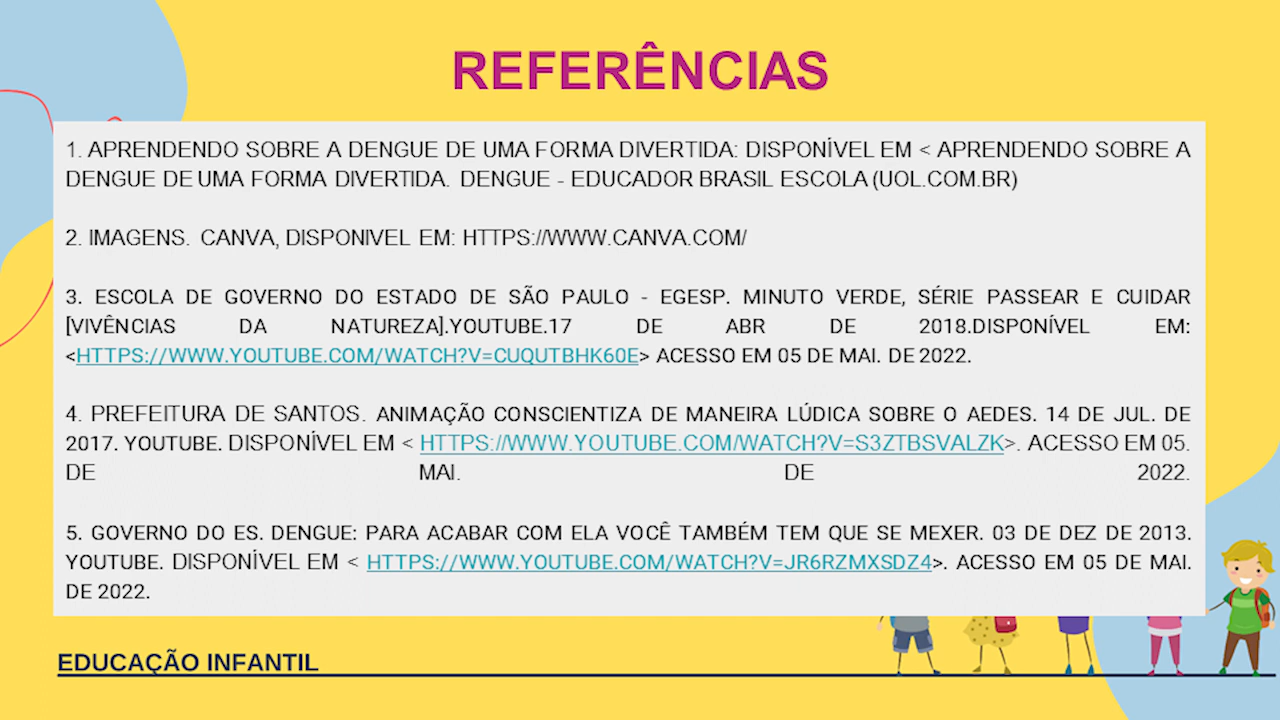 REFERÊNCIAS
1. APRENDENDO SOBRE A DENGUE DE UMA FORMA DIVERTIDA: DISPONÍVEL EM < APRENDENDO SOBRE A
DENGUE DE UMA FORMA DIVERTIDA. DENGUE - EDUCADOR BRASIL ESCOLA (UOL.COM.BR)
2. IMAGENS. CANVA, DISPONIVEL EM: HTTPS://WWW.CANVA.COM/
3. ESCOLA DE GOVERNO DO ESTADO DE SÃO PAULO - EGESP. MINUTO VERDE, SÉRIE PASSEAR E CUIDAR
[VIVÊNCIAS DA NATUREZA].YOUTUBE.17 DE ABR DE 2018.DISPONÍVEL EM:
<HTTPS://WWW.YOUTUBE.COM/WATCH?V=CUQUTBHK60E> ACESSO EM 05 DE MAI. DE 2022.
4. PREFEITURA DE SANTOS. ANIMAÇÃO CONSCIENTIZA DE MANEIRA LÚDICA SOBRE O AEDES. 14 DE JUL. DE
2017. YOUTUBE. DISPONÍVEL EM < HTTPS://WWW.YOUTUBE.COM/WATCH?V=S3ZTBSVALZK>. ACESSO EM 05.
DE MAI. DE 2022.
5. GOVERNO DO ES. DENGUE: PARA ACABAR COM ELA VOCÊ TAMBÉM TEM QUE SE MEXER. 03 DE DEZ DE 2013.
YOUTUBE. DISPONÍVEL EM < HTTPS://WWW.YOUTUBE.COM/WATCH?V=JR6RZMXSDZ4>. ACESSO EM 05 DE MAI.
DE 2022.
EDUCAÇÃO INFANTIL